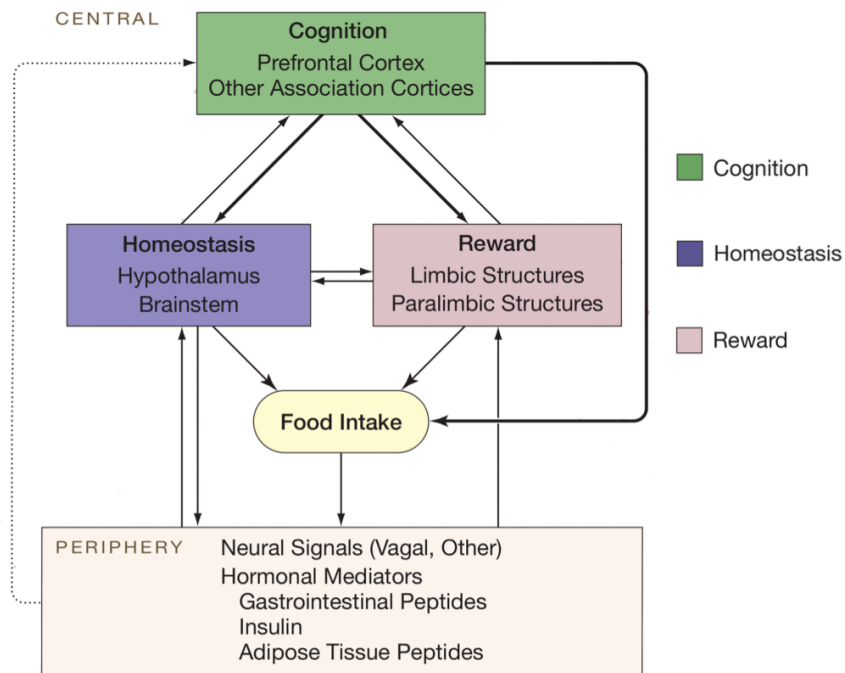 CENTRAL
Cognition
Prefrontal Cortex
Other Association Cortices
Cognition
Homeostasis
Hypothalamus
Brainstem
Reward
Limbic Structures
Paralimbic Structures
Homeostasis
Reward
Food Intake
PERIPHERY
Neural Signals (Vagal, Other)
Hormonal Mediators
Gastrointestinal Peptides
Insulin
Adipose Tissue Peptides